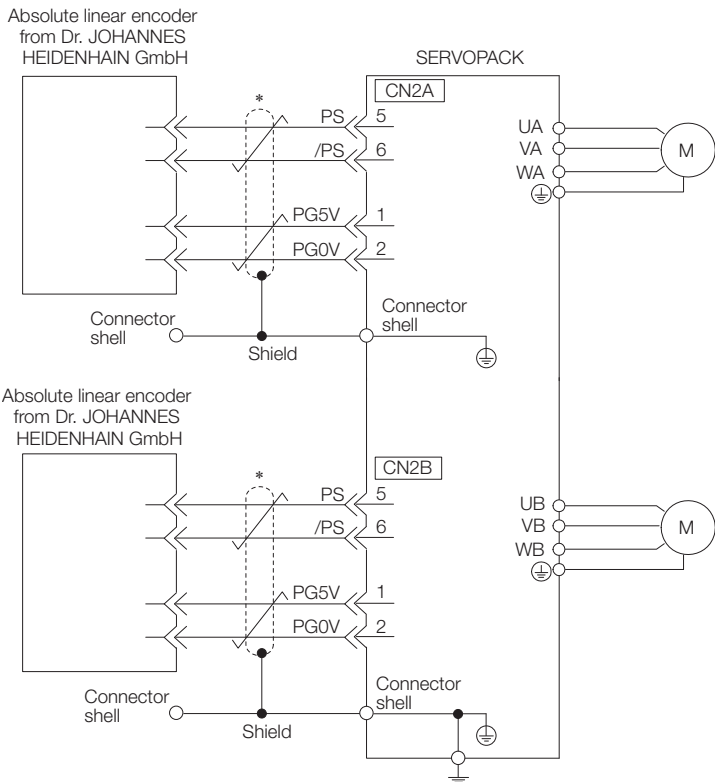 Absolute linear encoder
from Dr. JOHANNES
HEIDENHAIN GmbH
SERVOPACK
CN2A
*
PS 5
/PS 6
PG5V 1
PG0V 2
UA
VA
WA
M
Connector
shell
Connector
shell
Shield
Absolute linear encoder
from Dr. JOHANNES
HEIDENHAIN GmbH
CN2B
*
PS 5
/PS 6
PG5V 1
PG0V 2
UB
VB
WB
M
Connector
shell
Connector
shell
Shield